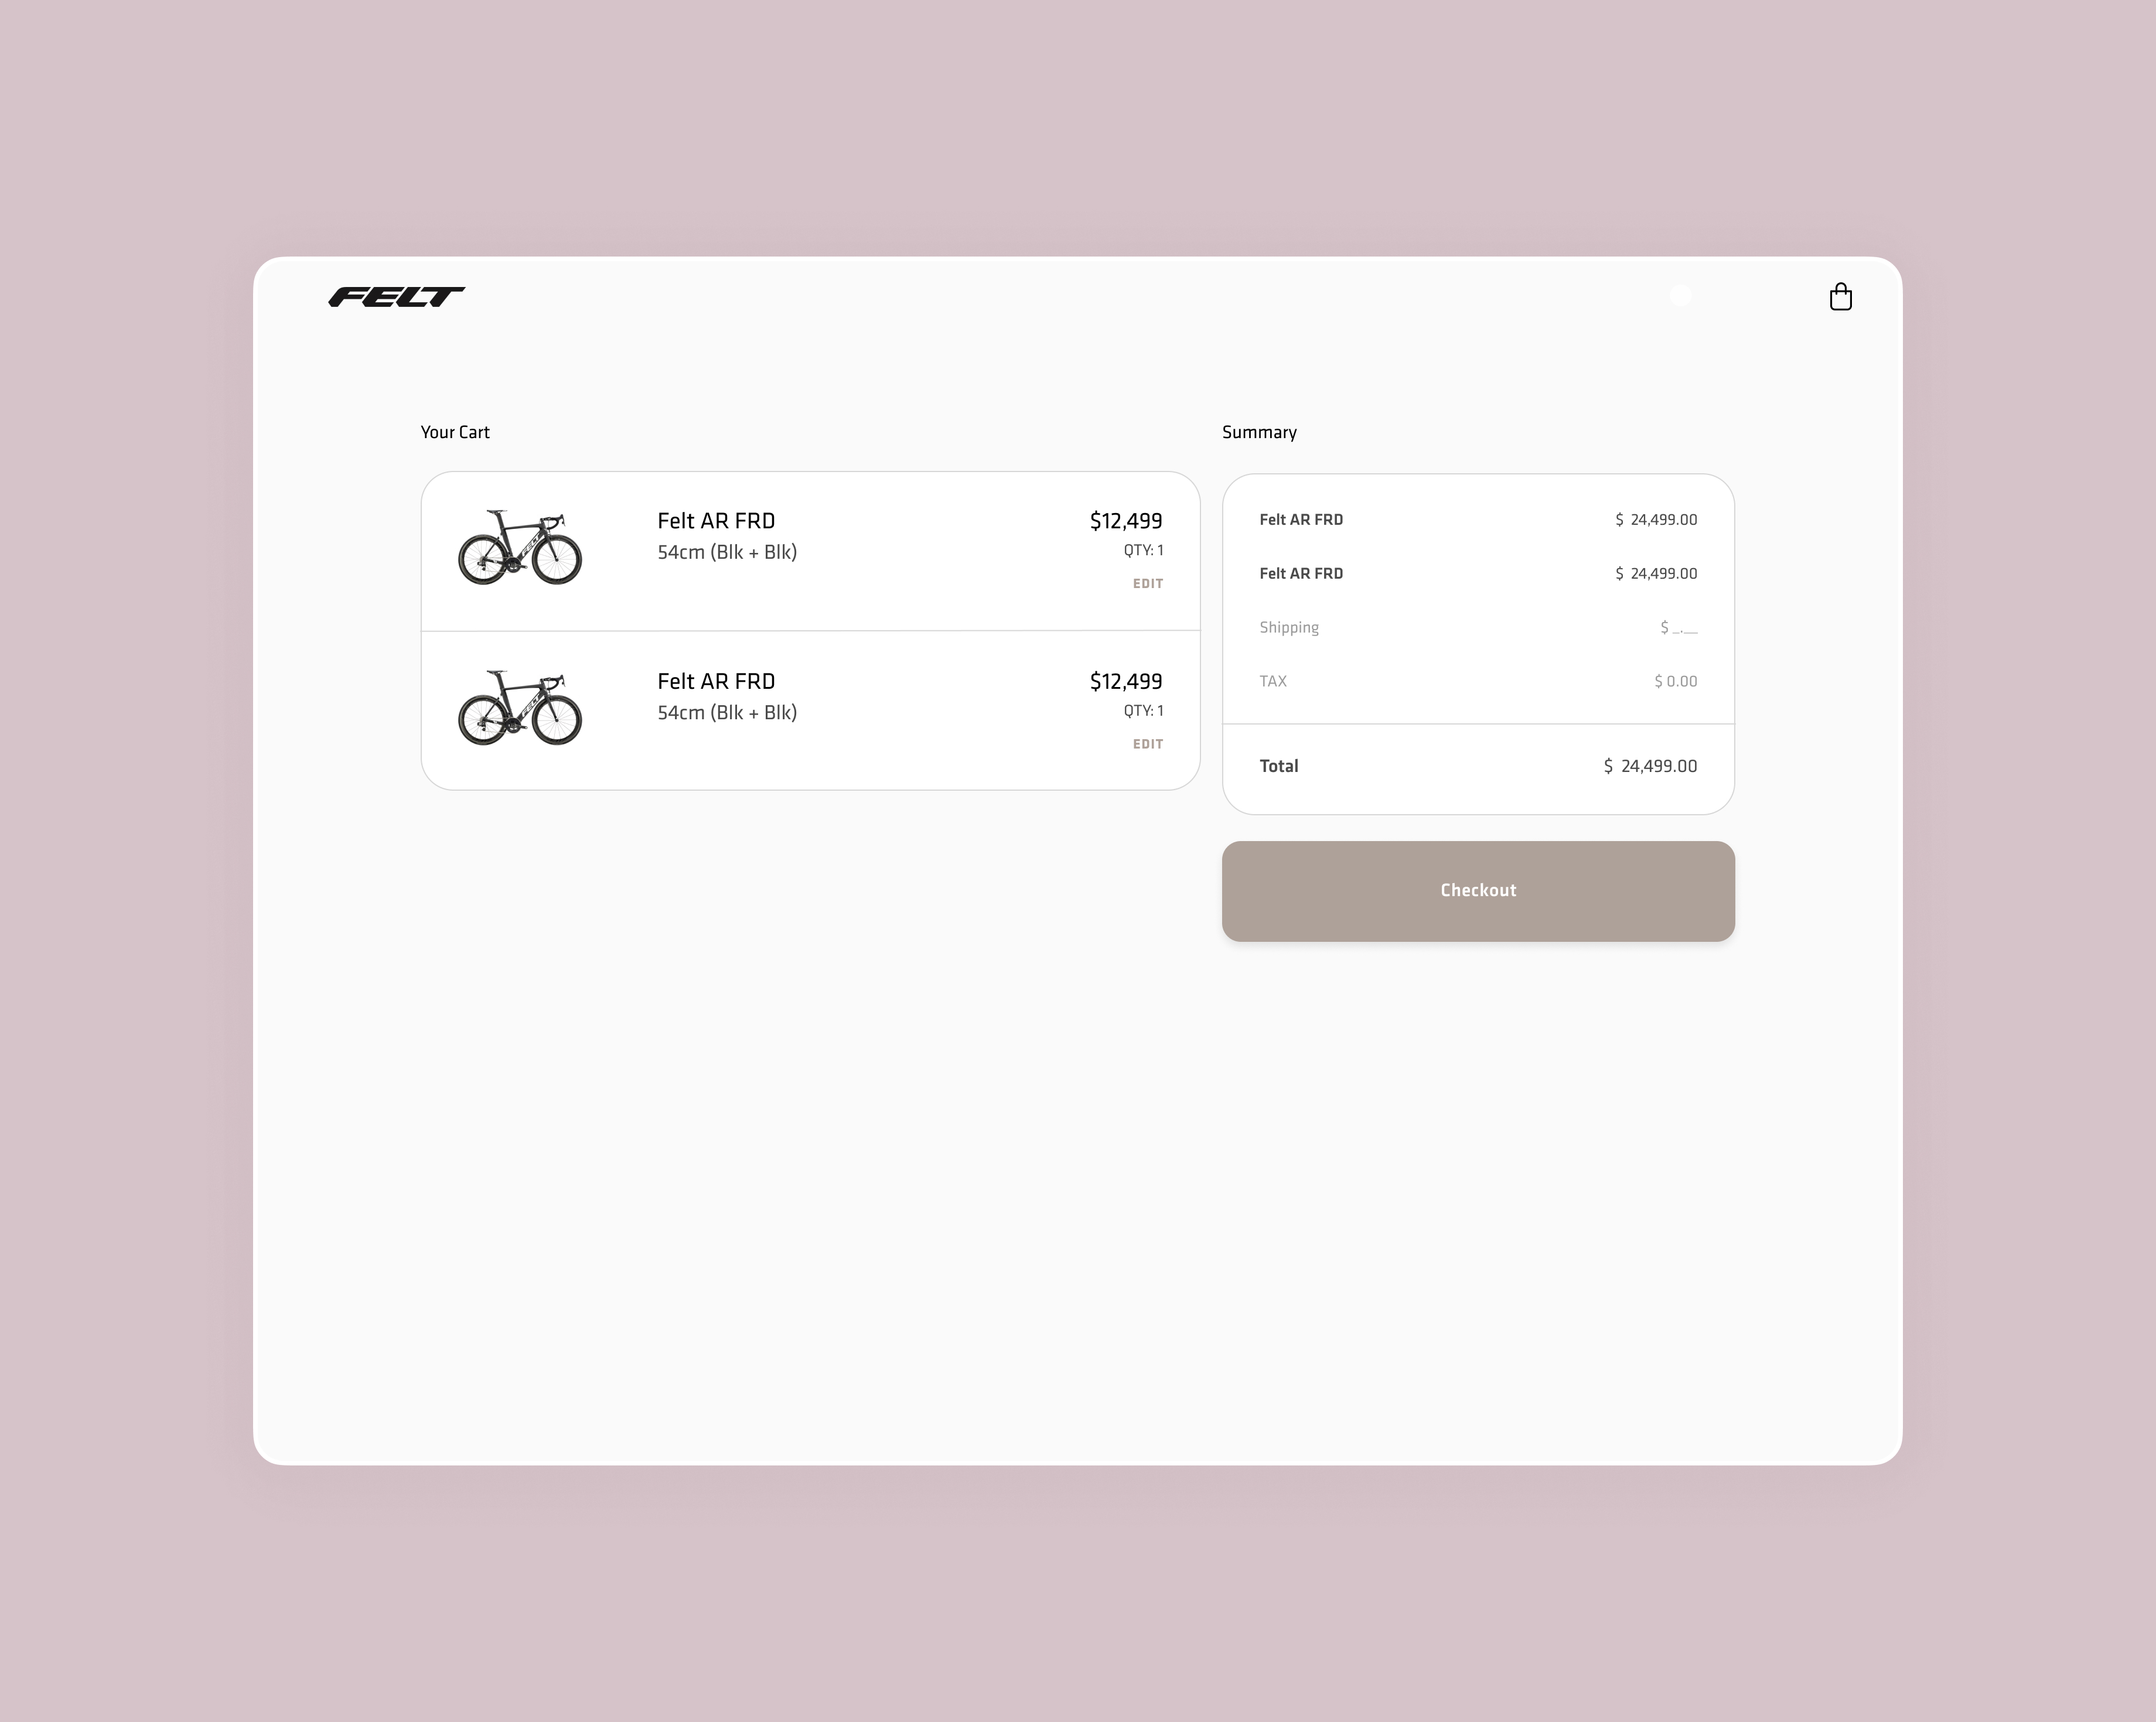 FELT
Your Cart
Felt AR FRD
54cm (Blk + Blk)
$12,499
QTY: 1
EDIT
Felt AR FRD
54cm (Blk + Blk)
$12,499
QTY: 1
EDIT
Summary
Felt AR FRD $ 24,499.00
Felt AR FRD $ 24,499.00
Shipping $ _.__
TAX $ 0.00
Total $ 24,499.00
Checkout